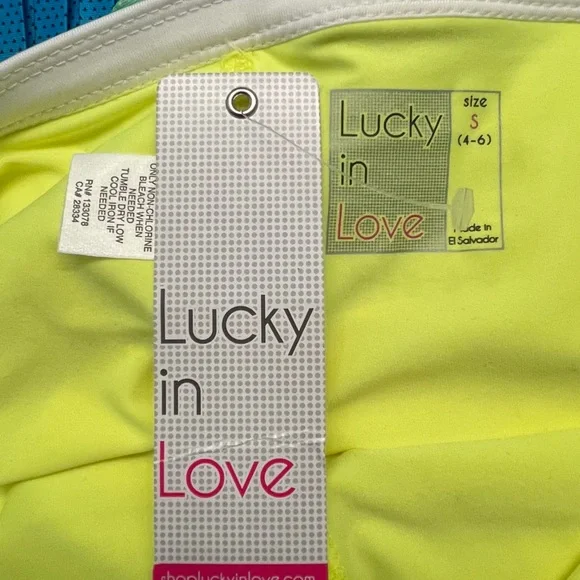 Lucky
in
Love
size
S
(4-6)
Made in
El Salvador
ONLY NON-CHLORINE
BLEACH WHEN
NEEDED
TUMBLE DRY LOW
COOL IRON IF
NEEDED
RN# 133078
CA# 28334
Lucky
in
Love
shopluckyinlove.com